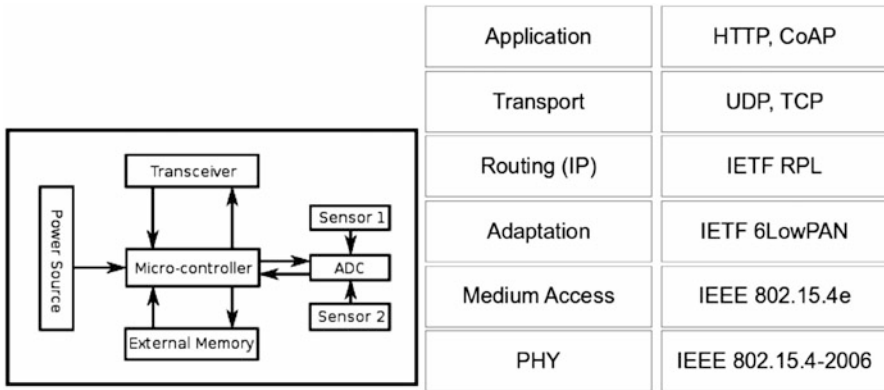 Transceiver
Power Source
Sensor 1
Micro-controller
ADC
Sensor 2
External Memory
Application HTTP, CoAP
Transport UDP, TCP
Routing (IP) IETF RPL
Adaptation IETF 6LowPAN
Medium Access IEEE 802.15.4e
PHY IEEE 802.15.4-2006